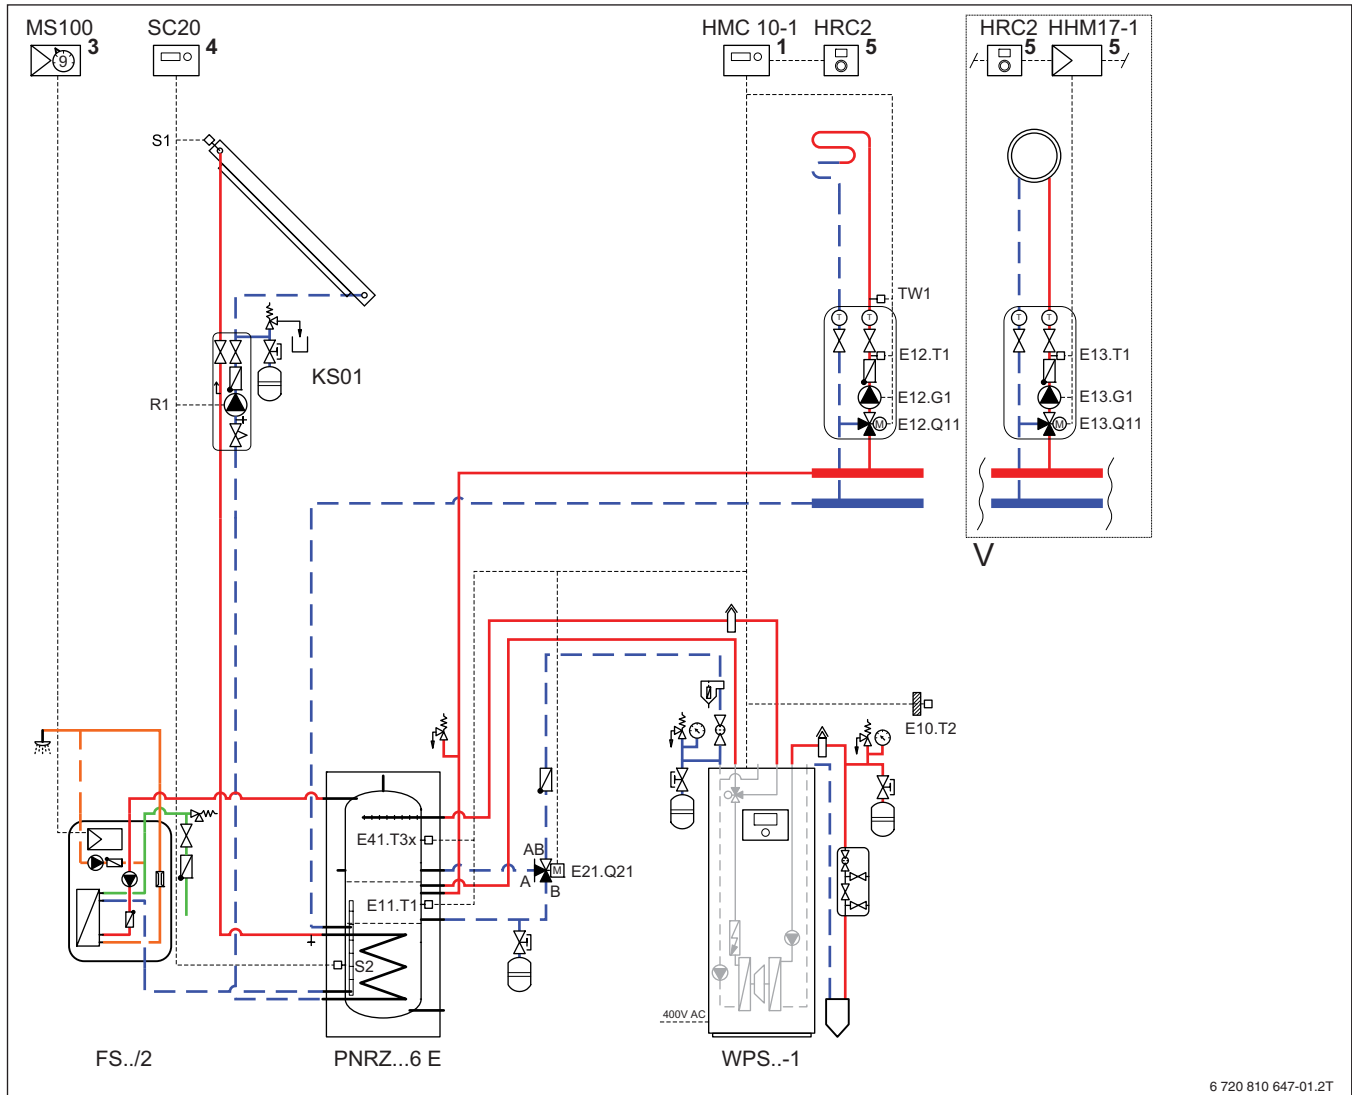 MS100
3
SC20
4
HMC 10-1
1
HRC2
5
HRC2
5
HHM17-1
5
9
S1
TW1
T
T
T
T
E12.T1
E13.T1
KS01
R1
E12.G1
E13.G1
M
E12.Q11
M
E13.Q11
V
E10.T2
E41.T3x
AB
A
M
E21.Q21
B
E11.T1
S2
400V AC
FS../2
PNRZ...6 E
WPS..-1
6 720 810 647-01.2T